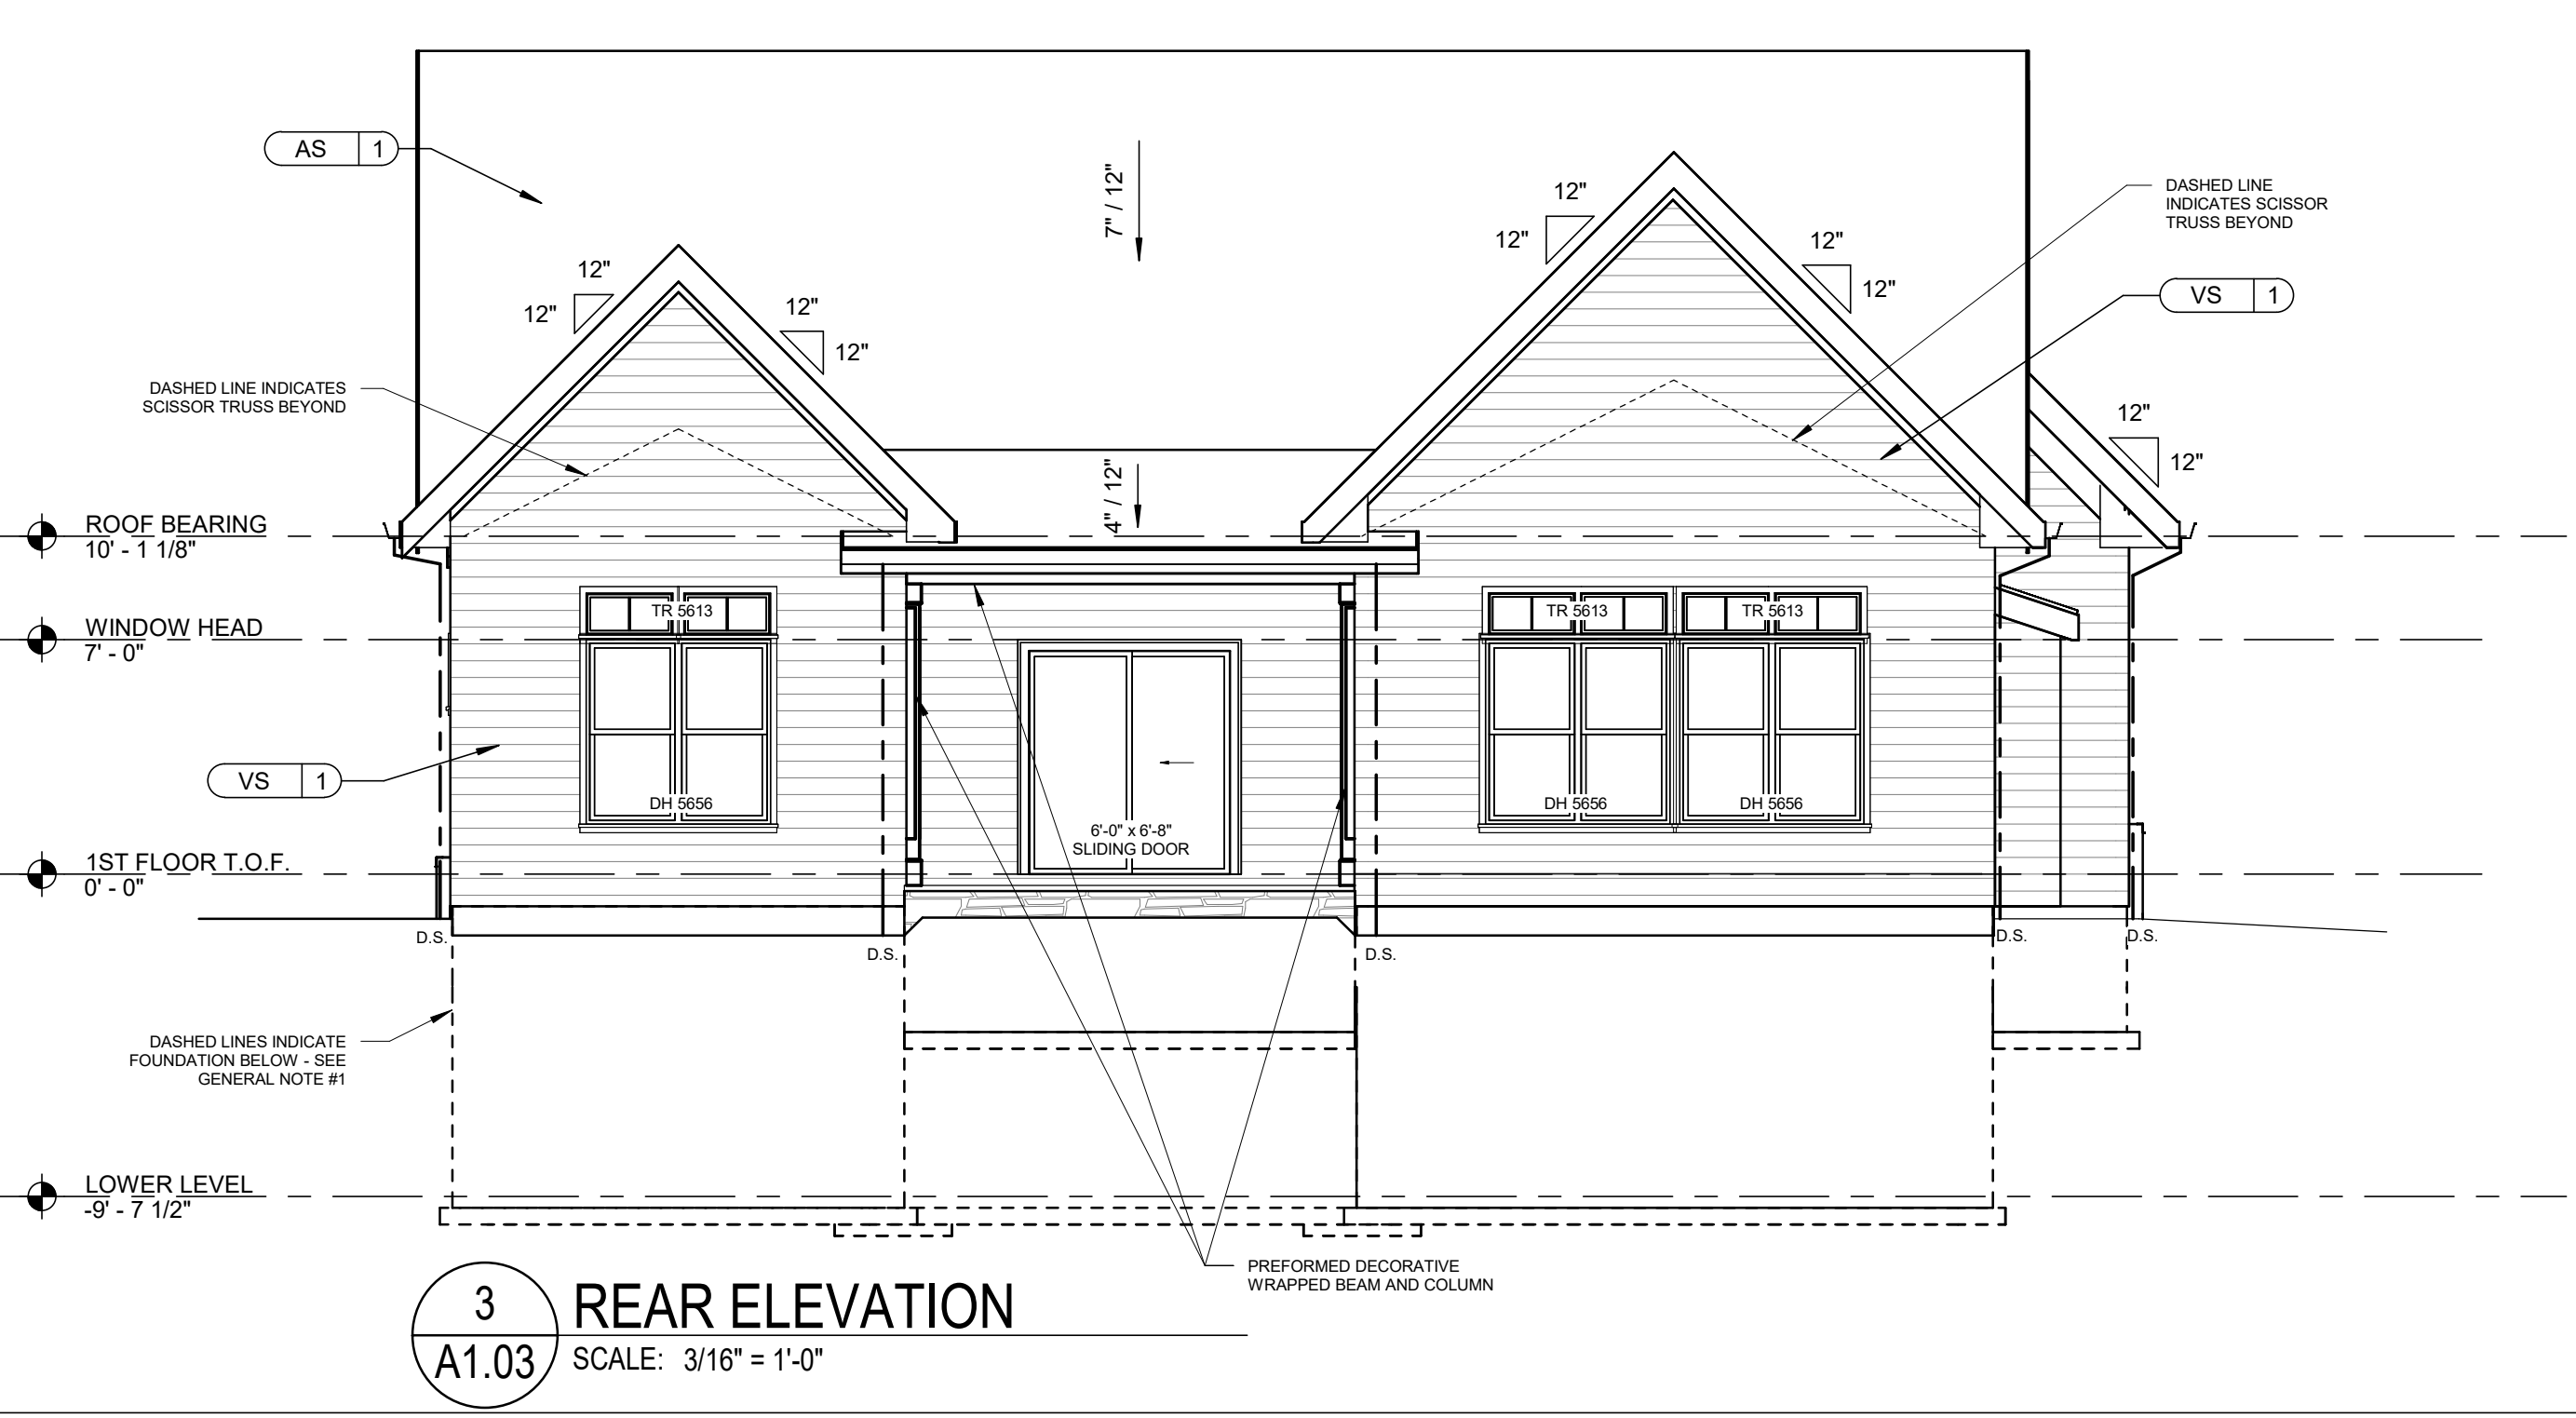 AS 1
7" / 12"
12"
12"
12"
12"
DASHED LINE
INDICATES SCISSOR
TRUSS BEYOND
VS 1
12"
12"
12"
12"
DASHED LINE INDICATES
SCISSOR TRUSS BEYOND
12"
12"
4" / 12"
ROOF BEARING
10' - 1 1/8"
TR 5613
TR 5613
TR 5613
WINDOW HEAD
7' - 0"
VS 1
DH 5656
DH 5656
DH 5656
6'-0" x 6'-8"
SLIDING DOOR
1ST FLOOR T.O.F.
0' - 0"
D.S.
D.S.
D.S.
D.S.
D.S.
DASHED LINES INDICATE
FOUNDATION BELOW - SEE
GENERAL NOTE #1
LOWER LEVEL
-9' - 7 1/2"
PREFORMED DECORATIVE
WRAPPED BEAM AND COLUMN
3
A1.03
REAR ELEVATION
SCALE: 3/16" = 1'-0"